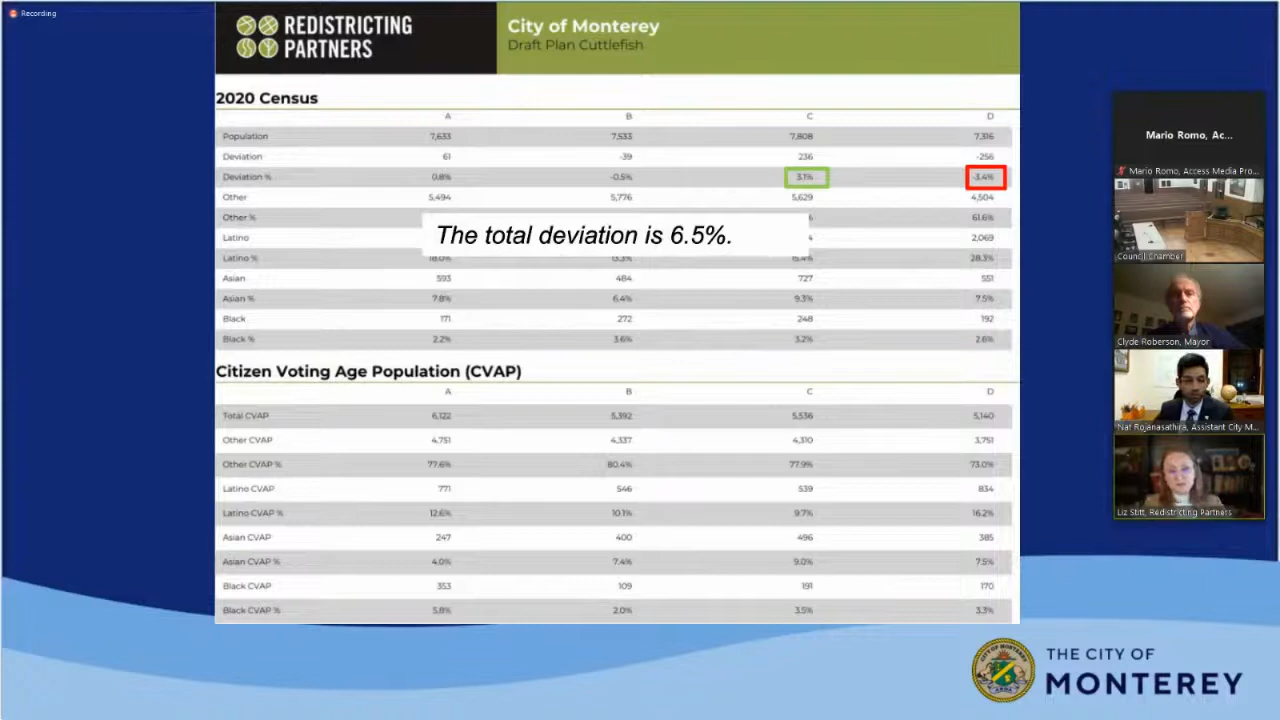 Recording
REDISTRICTING
PARTNERS
City of Monterey
Draft Plan Cuttlefish
2020 Census
A B C D
Population 7,633 7,533 7,808 7,316
Deviation 61 -39 236 -256
Deviation % 0.8% -0.5% 3.1% -3.4%
Other 5,494 5,776 5,629 4,504
Other % 61.6%
The total deviation is 6.5%.
Latino 2,069
Latino % 18.0% 13.3% 15.4% 28.3%
Asian 593 484 727 551
Asian % 7.8% 6.4% 9.3% 7.5%
Black 171 272 248 192
Black % 2.2% 3.6% 3.2% 2.6%
Citizen Voting Age Population (CVAP)
A B C D
Total CVAP 6,122 5,392 5,536 5,140
Other CVAP 4,751 4,337 4,310 3,751
Other CVAP % 77.6% 80.4% 77.9% 73.0%
Latino CVAP 771 546 539 834
Latino CVAP % 12.6% 10.1% 9.7% 16.2%
Asian CVAP 247 400 496 385
Asian CVAP % 4.0% 7.4% 9.0% 7.5%
Black CVAP 353 109 191 170
Black CVAP % 5.8% 2.0% 3.5% 3.3%
Mario Romo, Ac...
Mario Romo, Access Media Pro...
Council Chamber
Clyde Roberson, Mayor
Nat Rojanasathira, Assistant City M...
Liz Stitt, Redistricting Partners
THE CITY OF
MONTEREY